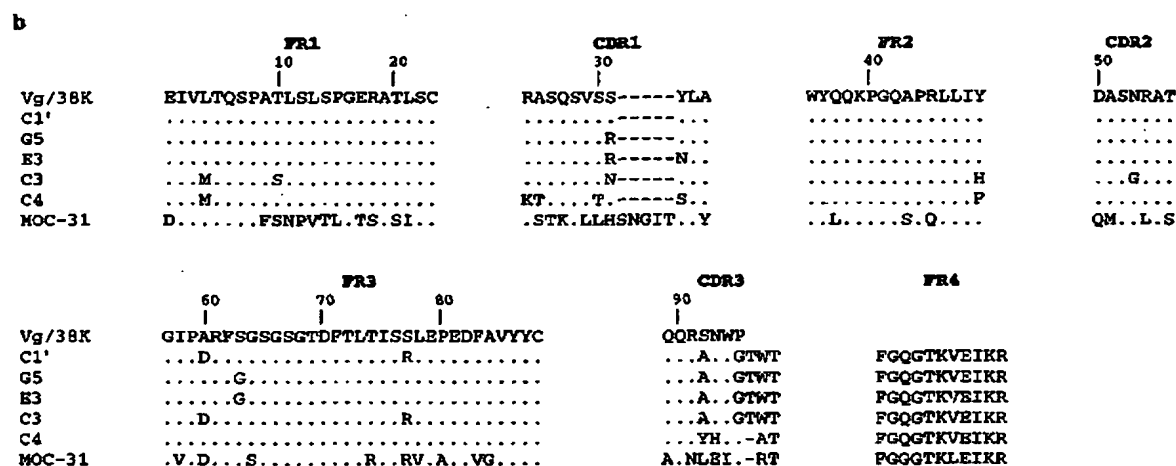 b
FR1 CDR1 FR2 CDR2
10 20 30 40 50
Vg/38K EIVLTQSPATLSLSPGERATLSC RASQSVSS-----YLA WYQQKPGQAPRLLIY DASNRAT
C1' ....................... ........-----... ............... .......
G5 ....................... .......R-----... ............... .......
E3 ....................... .......R-----N.. ............... .......
C3 ...M.....S............. .......N-----... ..............H ...G...
C4 ...M................... KT....T.-----S.. ..............P .......
MOC-31 D.......FSNPVTL.TS.SI.. .STK.LLHSNGIT..Y ..L.....S.Q.... QM..L.S
FR3 CDR3 FR4
60 70 80 90
Vg/38K GIPARFSGSGSGTDFTLTISSLEPEDFAVYYC QQRSNWP
C1' ...D.................R.......... ...A..GTWT FGQGTKVEIKR
G5 ......G......................... ...A..GTWT FGQGTKVEIKR
E3 ......G......................... ...A..GTWT FGQGTKVEIKR
C3 ...D.................R.......... ...A..GTWT FGQGTKVEIKR
C4 ................................ ...YH..-AT FGQGTKVEIKR
MOC-31 .V.D...S.........R...RV.A...VG.... A.NLEI.-RT FGGGTKLEIKR